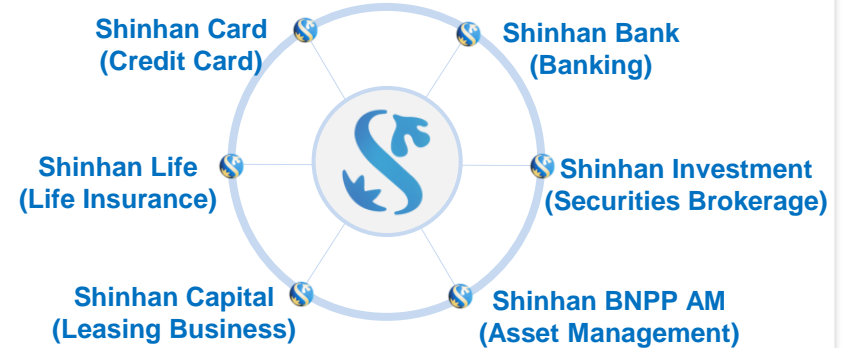 Shinhan Card
(Credit Card)
Shinhan Bank
(Banking)
Shinhan Life
(Life Insurance)
Shinhan Investment
(Securities Brokerage)
Shinhan Capital
(Leasing Business)
Shinhan BNPP AM
(Asset Management)